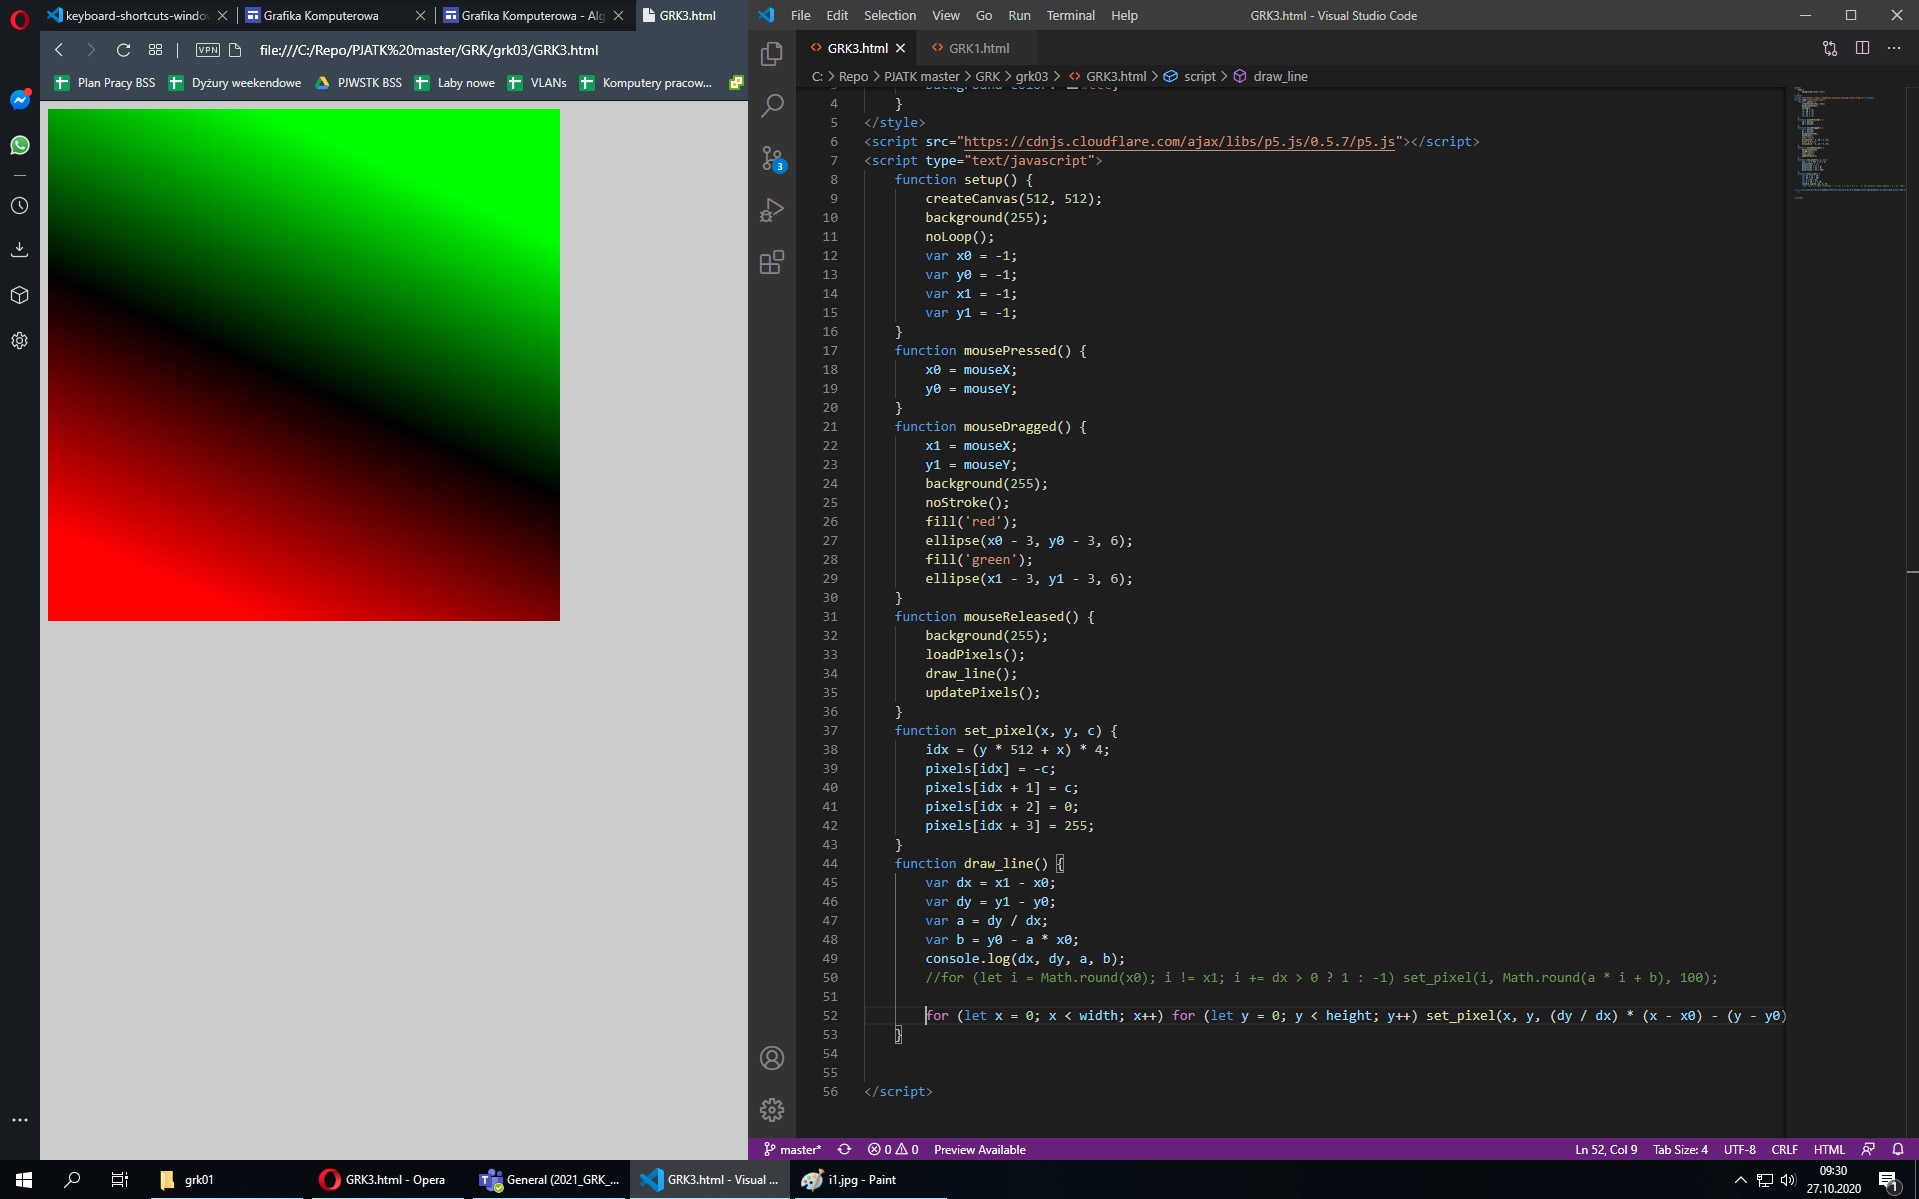 keyboard-shortcuts-windo
Grafika Komputerowa
Grafika Komputerowa - Alg
GRK3.html
VPN
file:///C:/Repo/PJATK%20master/GRK/grk03/GRK3.html
Plan Pracy BSS
Dyżury weekendowe
PJWSTK BSS
Laby nowe
VLANs
Komputery pracow...
File Edit Selection View Go Run Terminal Help
GRK3.html - Visual Studio Code
GRK3.html
GRK1.html
C: > Repo > PJATK master > GRK > grk03 > GRK3.html > script > draw_line
3
4 }
5 </style>
6 <script src="https://cdnjs.cloudflare.com/ajax/libs/p5.js/0.5.7/p5.js"></script>
7 <script type="text/javascript">
8 function setup() {
9 createCanvas(512, 512);
10 background(255);
11 noLoop();
12 var x0 = -1;
13 var y0 = -1;
14 var x1 = -1;
15 var y1 = -1;
16 }
17 function mousePressed() {
18 x0 = mouseX;
19 y0 = mouseY;
20 }
21 function mouseDragged() {
22 x1 = mouseX;
23 y1 = mouseY;
24 background(255);
25 noStroke();
26 fill('red');
27 ellipse(x0 - 3, y0 - 3, 6);
28 fill('green');
29 ellipse(x1 - 3, y1 - 3, 6);
30 }
31 function mouseReleased() {
32 background(255);
33 loadPixels();
34 draw_line();
35 updatePixels();
36 }
37 function set_pixel(x, y, c) {
38 idx = (y * 512 + x) * 4;
39 pixels[idx] = -c;
40 pixels[idx + 1] = c;
41 pixels[idx + 2] = 0;
42 pixels[idx + 3] = 255;
43 }
44 function draw_line() {
45 var dx = x1 - x0;
46 var dy = y1 - y0;
47 var a = dy / dx;
48 var b = y0 - a * x0;
49 console.log(dx, dy, a, b);
50 //for (let i = Math.round(x0); i != x1; i += dx > 0 ? 1 : -1) set_pixel(i, Math.round(a * i + b), 100);
51
52 for (let x = 0; x < width; x++) for (let y = 0; y < height; y++) set_pixel(x, y, (dy / dx) * (x - x0) - (y - y0)
53 }
54
55
56 </script>
3
master*
0 0
Preview Available
Ln 52, Col 9
Tab Size: 4
UTF-8
CRLF
HTML
grk01
GRK3.html - Opera
General (2021_GRK_...
GRK3.html - Visual ...
i1.jpg - Paint
09:30
27.10.2020
1